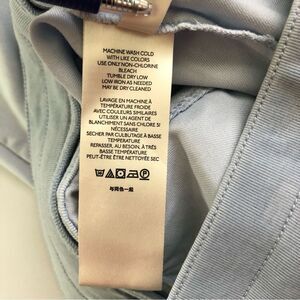 MACHINE WASH COLD
WITH LIKE COLORS
USE ONLY NON-CHLORINE
BLEACH
TUMBLE DRY LOW
LOW IRON AS NEEDED
MAY BE DRY CLEANED
LAVAGE EN MACHINE À
TEMPÉRATURE FROIDE
AVEC COULEURS SIMILAIRES
UTILISER UN AGENT DE
BLANCHIMENT SANS CHLORE SI
NÉCESSAIRE
SECHER PAR CULBUTAGE À BASSE
TEMPÉRATURE
REPASSER, AU BESOIN, À TRÈS
BASSE TEMPÉRATURE
PEUT-ÊTRE ÊTRE NETTOYÉE SEC